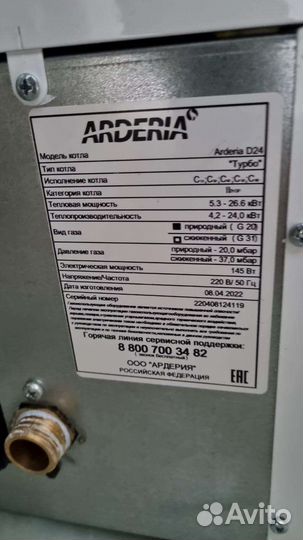 ARDERIA
Модель котла Arderia D24
Тип котла "Турбо"
Исполнение котла
Категория котла
Тепловая мощность 5.3 - 26.6 кВт
Теплопроизводительность 4,2 - 24,0 кВт
Вид газа природный ( G 20)
сжиженный ( G 31)
Давление газа природный - 20,0 мбар
сжиженный - 37,0 мбар
Электрическая мощность 145 Вт
Напряжение/Частота 220 В/ 50 Гц
Дата изготовления 08.04.2022
Серийный номер 220408124119
Горячая линия сервисной поддержки:
8 800 700 34 82
( звонок бесплатный )
ООО "АРДЕРИЯ"
РОССИЙСКАЯ ФЕДЕРАЦИЯ
EAC
Avito